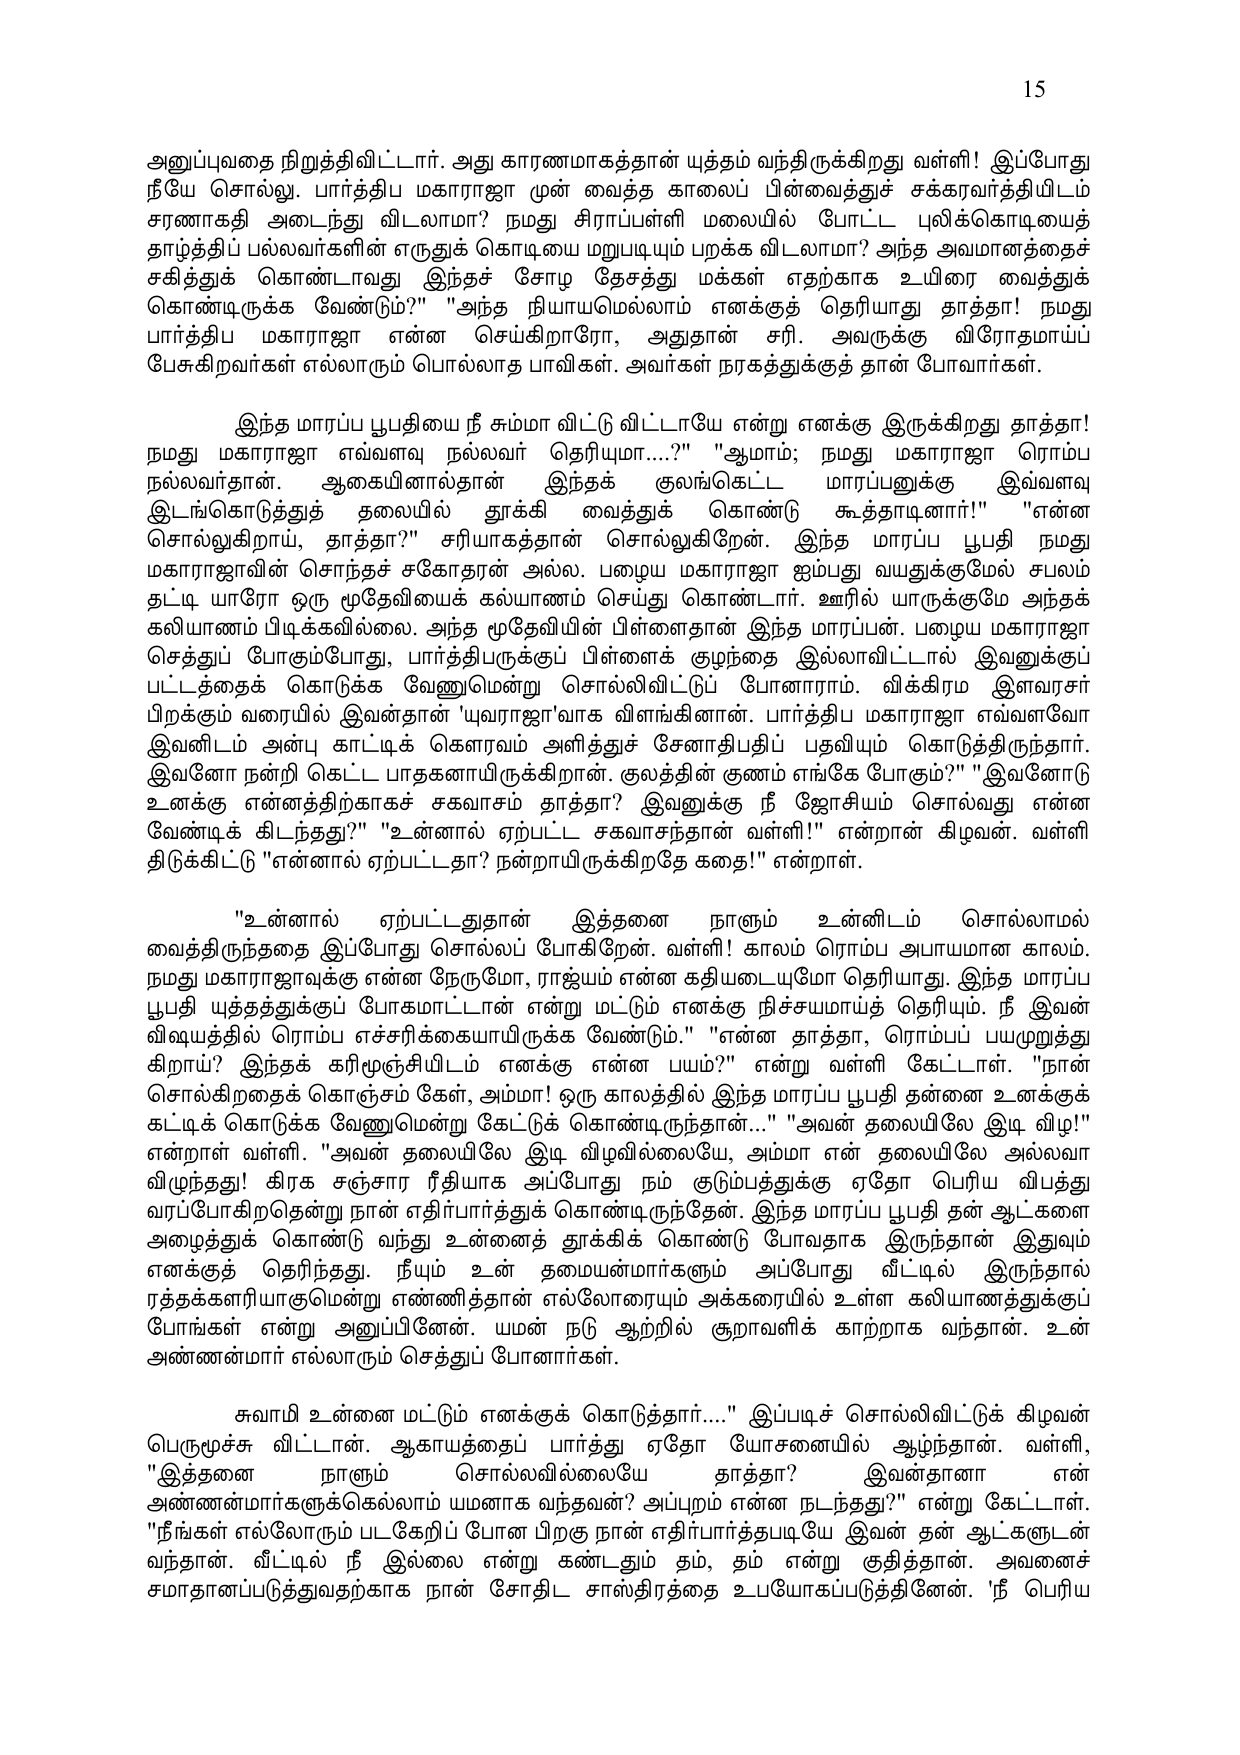 15
அனுப்புவதை நிறுத்திவிட்டார். அது காரணமாகத்தான் யுத்தம் வந்திருக்கிறது வள்ளி! இப்போது
நீயே சொல்லு. பார்த்திப மகாராஜா முன் வைத்த காலைப் பின்வைத்துச் சக்கரவர்த்தியிடம்
சரணாகதி அடைந்து விடலாமா? நமது சிராப்பள்ளி மலையில் போட்ட புலிக்கொடியைத்
தாழ்த்திப் பல்லவர்களின் எருதுக் கொடியை மறுபடியும் பறக்க விடலாமா? அந்த அவமானத்தைச்
சகித்துக் கொண்டாவது இந்தச் சோழ தேசத்து மக்கள் எதற்காக உயிரை வைத்துக்
கொண்டிருக்க வேண்டும்?" "அந்த நியாயமெல்லாம் எனக்குத் தெரியாது தாத்தா! நமது
பார்த்திப மகாராஜா என்ன செய்கிறாரோ, அதுதான் சரி. அவருக்கு விரோதமாய்ப்
பேசுகிறவர்கள் எல்லாரும் பொல்லாத பாவிகள். அவர்கள் நரகத்துக்குத் தான் போவார்கள்.
இந்த மாரப்ப பூபதியை நீ சும்மா விட்டு விட்டாயே என்று எனக்கு இருக்கிறது தாத்தா!
நமது மகாராஜா எவ்வளவு நல்லவர் தெரியுமா....?" "ஆமாம்; நமது மகாராஜா ரொம்ப
நல்லவர்தான். ஆகையினால்தான் இந்தக் குலங்கெட்ட மாரப்பனுக்கு இவ்வளவு
இடங்கொடுத்துத் தலையில் தூக்கி வைத்துக் கொண்டு கூத்தாடினார்!" "என்ன
சொல்லுகிறாய், தாத்தா?" சரியாகத்தான் சொல்லுகிறேன். இந்த மாரப்ப பூபதி நமது
மகாராஜாவின் சொந்தச் சகோதரன் அல்ல. பழைய மகாராஜா ஐம்பது வயதுக்குமேல் சபலம்
தட்டி யாரோ ஒரு மூதேவியைக் கல்யாணம் செய்து கொண்டார். ஊரில் யாருக்குமே அந்தக்
கலியாணம் பிடிக்கவில்லை. அந்த மூதேவியின் பிள்ளைதான் இந்த மாரப்பன். பழைய மகாராஜா
செத்துப் போகும்போது, பார்த்திபருக்குப் பிள்ளைக் குழந்தை இல்லாவிட்டால் இவனுக்குப்
பட்டத்தைக் கொடுக்க வேணுமென்று சொல்லிவிட்டுப் போனாராம். விக்கிரம இளவரசர்
பிறக்கும் வரையில் இவன்தான் 'யுவராஜா'வாக விளங்கினான். பார்த்திப மகாராஜா எவ்வளவோ
இவனிடம் அன்பு காட்டிக் கௌரவம் அளித்துச் சேனாதிபதிப் பதவியும் கொடுத்திருந்தார்.
இவனோ நன்றி கெட்ட பாதகனாயிருக்கிறான். குலத்தின் குணம் எங்கே போகும்?" "இவனோடு
உனக்கு என்னத்திற்காகச் சகவாசம் தாத்தா? இவனுக்கு நீ ஜோசியம் சொல்வது என்ன
வேண்டிக் கிடந்தது?" "உன்னால் ஏற்பட்ட சகவாசந்தான் வள்ளி!" என்றான் கிழவன். வள்ளி
திடுக்கிட்டு "என்னால் ஏற்பட்டதா? நன்றாயிருக்கிறதே கதை!" என்றாள்.
"உன்னால் ஏற்பட்டதுதான் இத்தனை நாளும் உன்னிடம் சொல்லாமல்
வைத்திருந்ததை இப்போது சொல்லப் போகிறேன். வள்ளி! காலம் ரொம்ப அபாயமான காலம்.
நமது மகாராஜாவுக்கு என்ன நேருமோ, ராஜ்யம் என்ன கதியடையுமோ தெரியாது. இந்த மாரப்ப
பூபதி யுத்தத்துக்குப் போகமாட்டான் என்று மட்டும் எனக்கு நிச்சயமாய்த் தெரியும். நீ இவன்
விஷயத்தில் ரொம்ப எச்சரிக்கையாயிருக்க வேண்டும்." "என்ன தாத்தா, ரொம்பப் பயமுறுத்து
கிறாய்? இந்தக் கரிமூஞ்சியிடம் எனக்கு என்ன பயம்?" என்று வள்ளி கேட்டாள். "நான்
சொல்கிறதைக் கொஞ்சம் கேள், அம்மா! ஒரு காலத்தில் இந்த மாரப்ப பூபதி தன்னை உனக்குக்
கட்டிக் கொடுக்க வேணுமென்று கேட்டுக் கொண்டிருந்தான்..." "அவன் தலையிலே இடி விழ!"
என்றாள் வள்ளி. "அவன் தலையிலே இடி விழவில்லையே, அம்மா என் தலையிலே அல்லவா
விழுந்தது! கிரக சஞ்சார ரீதியாக அப்போது நம் குடும்பத்துக்கு ஏதோ பெரிய விபத்து
வரப்போகிறதென்று நான் எதிர்பார்த்துக் கொண்டிருந்தேன். இந்த மாரப்ப பூபதி தன் ஆட்களை
அழைத்துக் கொண்டு வந்து உன்னைத் தூக்கிக் கொண்டு போவதாக இருந்தான் இதுவும்
எனக்குத் தெரிந்தது. நீயும் உன் தமையன்மார்களும் அப்போது வீட்டில் இருந்தால்
ரத்தக்களரியாகுமென்று எண்ணித்தான் எல்லோரையும் அக்கரையில் உள்ள கலியாணத்துக்குப்
போங்கள் என்று அனுப்பினேன். யமன் நடு ஆற்றில் சூறாவளிக் காற்றாக வந்தான். உன்
அண்ணன்மார் எல்லாரும் செத்துப் போனார்கள்.
சுவாமி உன்னை மட்டும் எனக்குக் கொடுத்தார்...." இப்படிச் சொல்லிவிட்டுக் கிழவன்
பெருமூச்சு விட்டான். ஆகாயத்தைப் பார்த்து ஏதோ யோசனையில் ஆழ்ந்தான். வள்ளி,
"இத்தனை நாளும் சொல்லவில்லையே தாத்தா? இவன்தானா என்
அண்ணன்மார்களுக்கெல்லாம் யமனாக வந்தவன்? அப்புறம் என்ன நடந்தது?" என்று கேட்டாள்.
"நீங்கள் எல்லோரும் படகேறிப் போன பிறகு நான் எதிர்பார்த்தபடியே இவன் தன் ஆட்களுடன்
வந்தான். வீட்டில் நீ இல்லை என்று கண்டதும் தம், தம் என்று குதித்தான். அவனைச்
சமாதானப்படுத்துவதற்காக நான் சோதிட சாஸ்திரத்தை உபயோகப்படுத்தினேன். 'நீ பெரிய